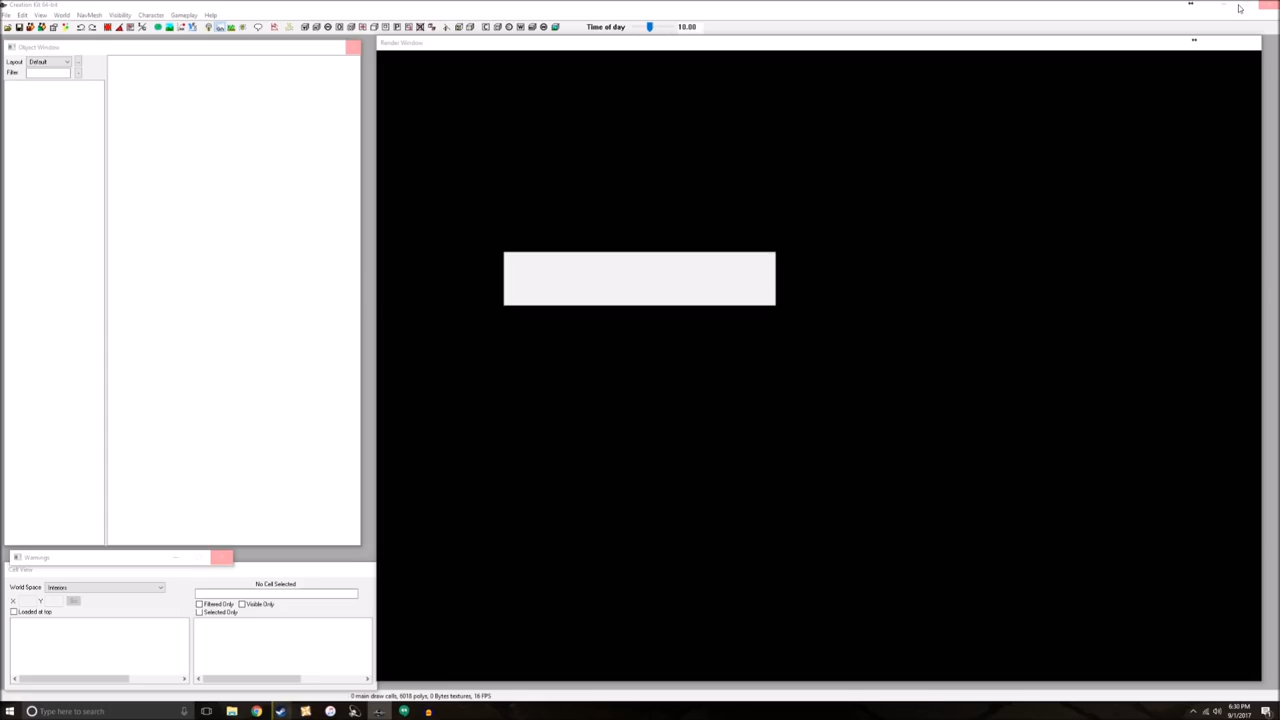 Creation Kit 64-bit
File Edit View World NavMesh Visibility Character Gameplay Help
Time of day 10.00
Object Window
Render Window
Layout Default
Filter
Warnings
Cell View
World Space Interiors
No Cell Selected
X Y
Filtered Only Visible Only
Loaded at top
Selected Only
0 main draw calls, 6018 polys, 0 Bytes textures, 16 FPS
Type here to search
6:30 PM
9/1/2017